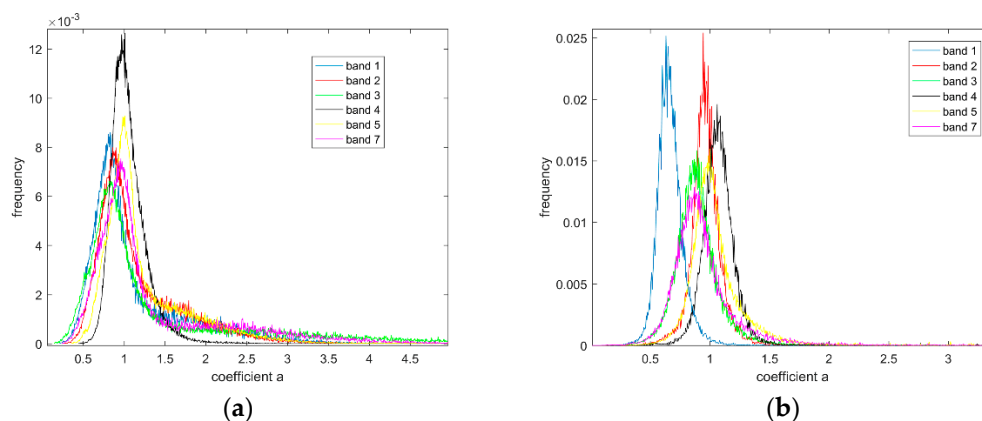 ×10⁻³
12
10
8
6
4
2
0
frequency
0.5 1 1.5 2 2.5 3 3.5 4 4.5
coefficient a
band 1
band 2
band 3
band 4
band 5
band 7
(a)
0.025
0.02
0.015
0.01
0.005
0
frequency
0.5 1 1.5 2 2.5 3
coefficient a
band 1
band 2
band 3
band 4
band 5
band 7
(b)